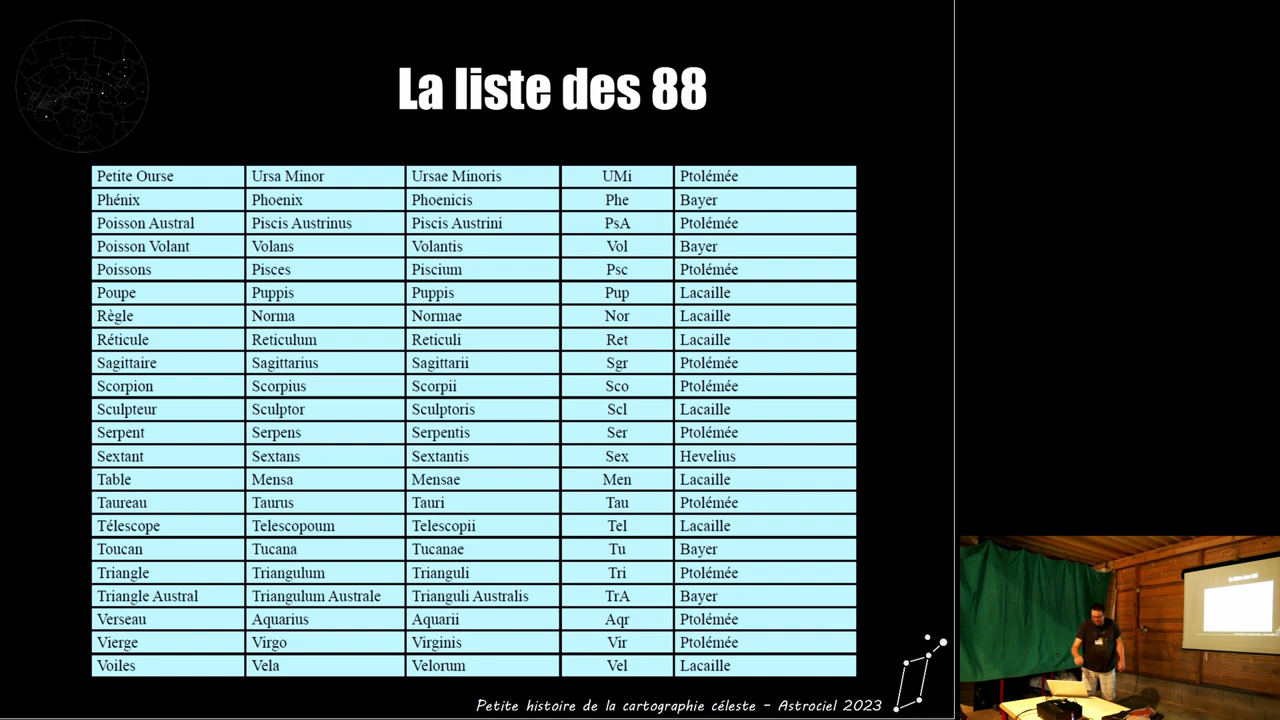 La liste des 88
Petite Ourse Ursa Minor Ursae Minoris UMi Ptolémée
Phénix Phoenix Phoenicis Phe Bayer
Poisson Austral Piscis Austrinus Piscis Austrini PsA Ptolémée
Poisson Volant Volans Volantis Vol Bayer
Poissons Pisces Piscium Psc Ptolémée
Poupe Puppis Puppis Pup Lacaille
Règle Norma Normae Nor Lacaille
Réticule Reticulum Reticuli Ret Lacaille
Sagittaire Sagittarius Sagittarii Sgr Ptolémée
Scorpion Scorpius Scorpii Sco Ptolémée
Sculpteur Sculptor Sculptoris Scl Lacaille
Serpent Serpens Serpentis Ser Ptolémée
Sextant Sextans Sextantis Sex Hevelius
Table Mensa Mensae Men Lacaille
Taureau Taurus Tauri Tau Ptolémée
Télescope Telescopoum Telescopii Tel Lacaille
Toucan Tucana Tucanae Tu Bayer
Triangle Triangulum Trianguli Tri Ptolémée
Triangle Austral Triangulum Australe Trianguli Australis TrA Bayer
Verseau Aquarius Aquarii Aqr Ptolémée
Vierge Virgo Virginis Vir Ptolémée
Voiles Vela Velorum Vel Lacaille
Petite histoire de la cartographie céleste - Astrociel 2023
La liste des 88